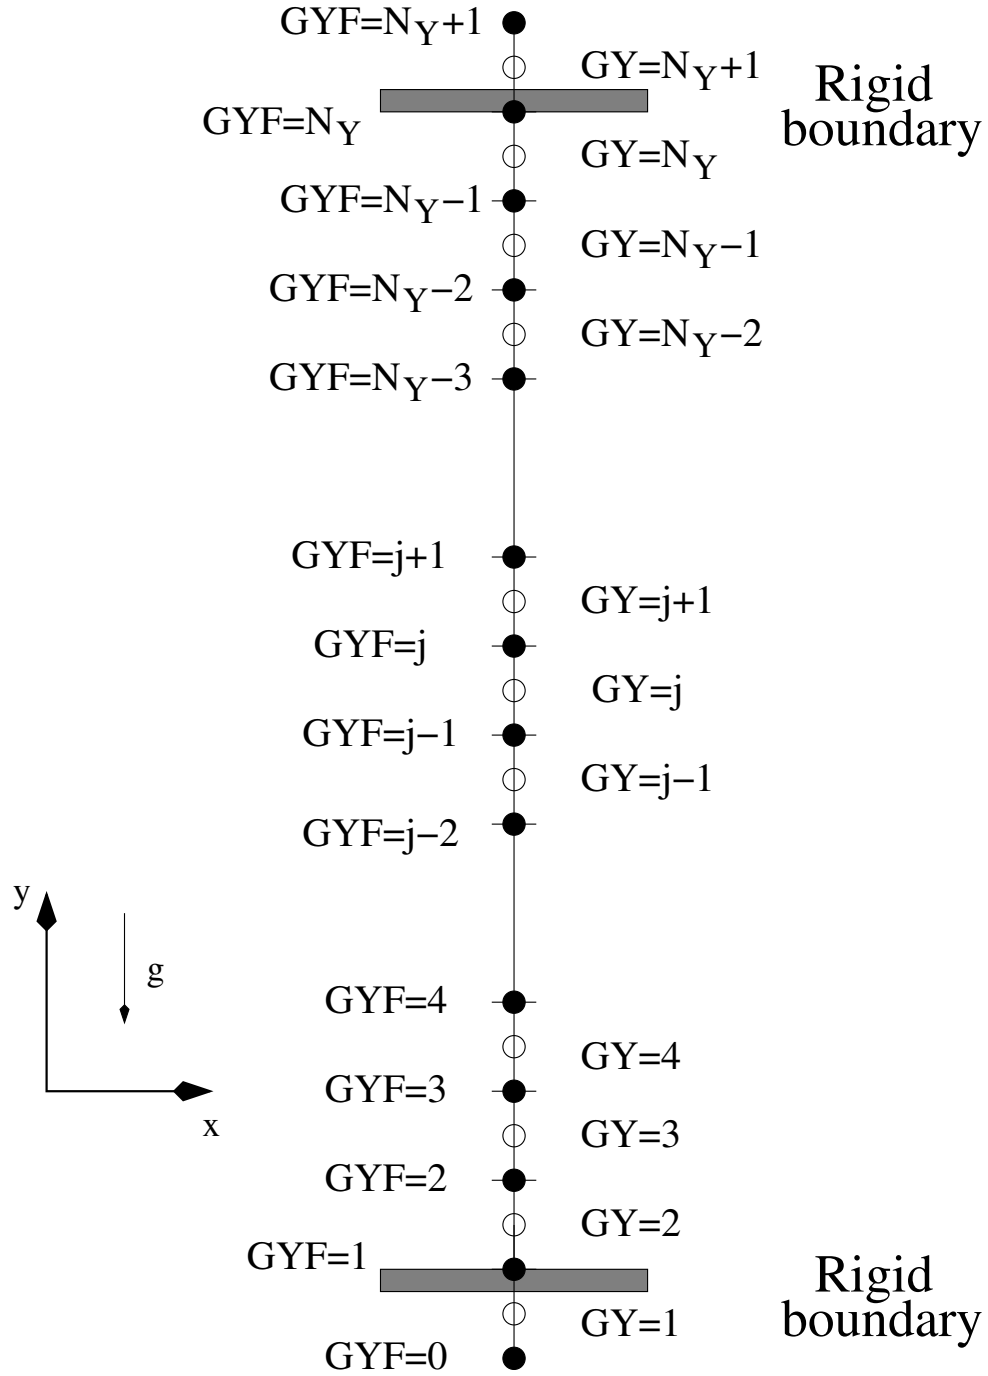 GYF=N_Y+1
GY=N_Y+1
Rigid
boundary
GYF=N_Y
GY=N_Y
GYF=N_Y−1
GY=N_Y−1
GYF=N_Y−2
GY=N_Y−2
GYF=N_Y−3
GYF=j+1
GY=j+1
GYF=j
GY=j
GYF=j−1
GY=j−1
GYF=j−2
y
g
x
GYF=4
GY=4
GYF=3
GY=3
GYF=2
GY=2
GYF=1
Rigid
boundary
GY=1
GYF=0